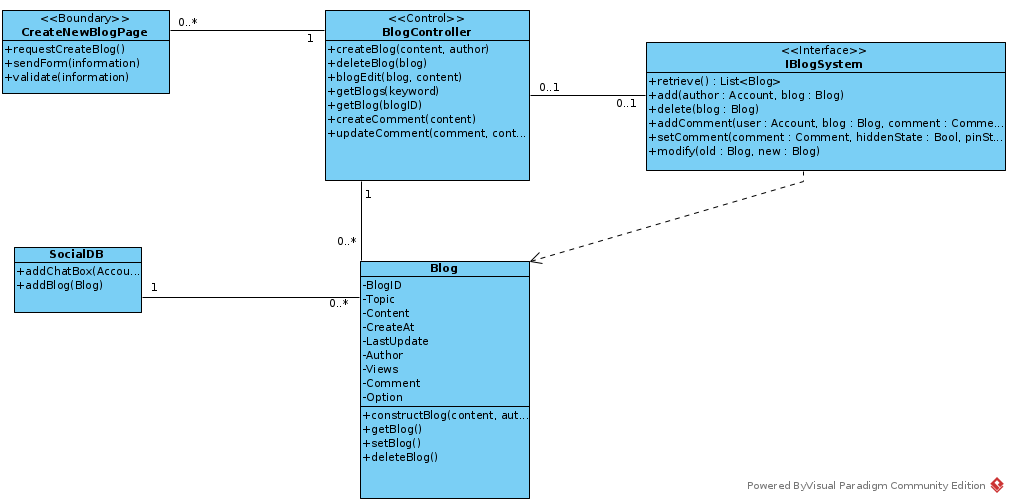 <<Boundary>>
CreateNewBlogPage
+requestCreateBlog()
+sendForm(information)
+validate(information)
0..*
1
<<Control>>
BlogController
+createBlog(content, author)
+deleteBlog(blog)
+blogEdit(blog, content)
+getBlogs(keyword)
+getBlog(blogID)
+createComment(content)
+updateComment(comment, cont...
0..1
0..1
<<Interface>>
IBlogSystem
+retrieve() : List<Blog>
+add(author : Account, blog : Blog)
+delete(blog : Blog)
+addComment(user : Account, blog : Blog, comment : Comme...
+setComment(comment : Comment, hiddenState : Bool, pinSt...
+modify(old : Blog, new : Blog)
1
0..*
SocialDB
+addChatBox(Accou...
+addBlog(Blog)
1
0..*
Blog
-BlogID
-Topic
-Content
-CreateAt
-LastUpdate
-Author
-Views
-Comment
-Option
+constructBlog(content, aut...
+getBlog()
+setBlog()
+deleteBlog()
Powered ByVisual Paradigm Community Edition